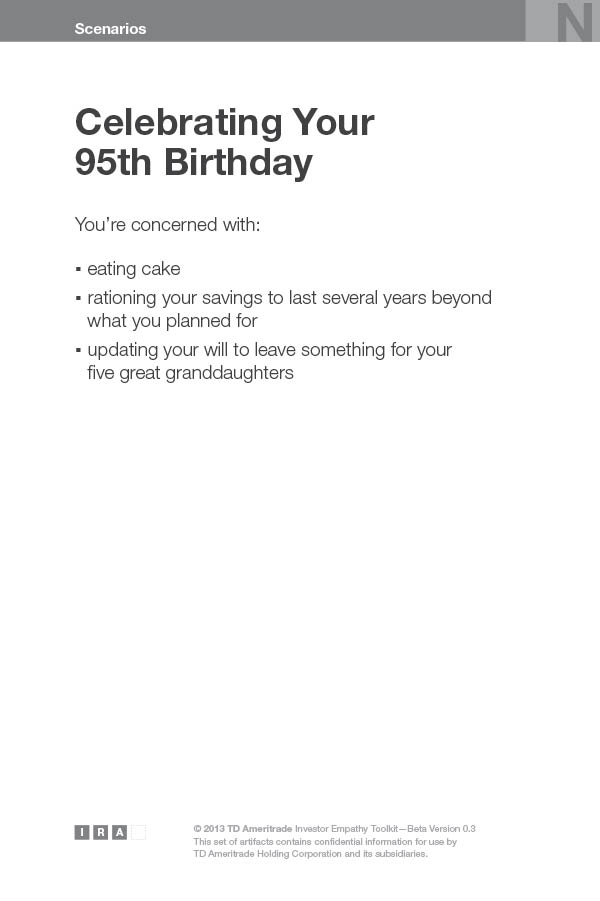 Scenarios
N
Celebrating Your
95th Birthday
You’re concerned with:
▪ eating cake
▪ rationing your savings to last several years beyond
what you planned for
▪ updating your will to leave something for your
five great granddaughters
I R A
© 2013 TD Ameritrade Investor Empathy Toolkit—Beta Version 0.3
This set of artifacts contains confidential information for use by
TD Ameritrade Holding Corporation and its subsidiaries.